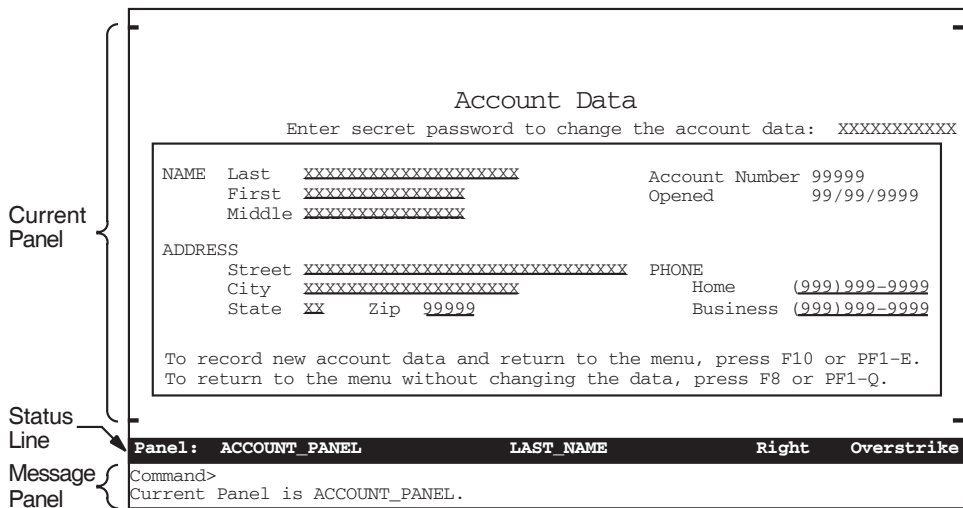 Account Data
Enter secret password to change the account data: XXXXXXXXXXX
NAME Last XXXXXXXXXXXXXXXXXXXX Account Number 99999
First XXXXXXXXXXXXXXX Opened 99/99/9999
Middle XXXXXXXXXXXXXXX
Current
Panel
ADDRESS
Street XXXXXXXXXXXXXXXXXXXXXXXXXXXXXX PHONE
City XXXXXXXXXXXXXXXXXXXX Home (999)999-9999
State XX Zip 99999 Business (999)999-9999
To record new account data and return to the menu, press F10 or PF1-E.
To return to the menu without changing the data, press F8 or PF1-Q.
Status
Line
Panel: ACCOUNT_PANEL LAST_NAME Right Overstrike
Message
Panel
Command>
Current Panel is ACCOUNT_PANEL.